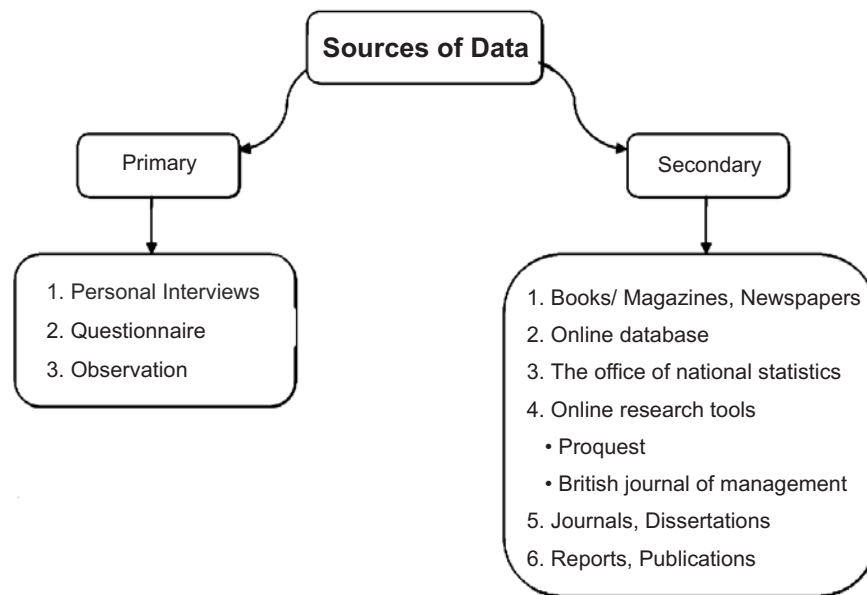 Sources of Data
Primary
Secondary
1. Personal Interviews
2. Questionnaire
3. Observation
1. Books/ Magazines, Newspapers
2. Online database
3. The office of national statistics
4. Online research tools
• Proquest
• British journal of management
5. Journals, Dissertations
6. Reports, Publications